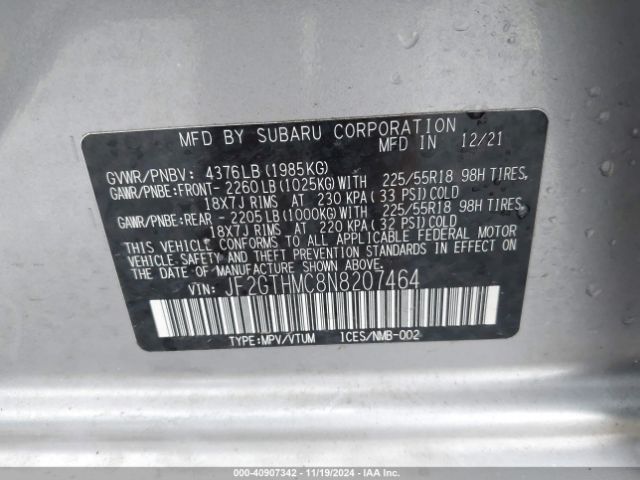 MFD BY SUBARU CORPORATION
MFD IN 12/21
GVWR/PNBV: 4376LB(1985KG)
GAWR/PNBE:FRONT- 2260LB(1025KG)WITH 225/55R18 98H TIRES,
18X7J RIMS AT 230 KPA(33 PSI)COLD
GAWR/PNBE:REAR - 2205LB(1000KG)WITH 225/55R18 98H TIRES,
18X7J RIMS AT 220 KPA(32 PSI)COLD
THIS VEHICLE CONFORMS TO ALL APPLICABLE FEDERAL MOTOR
VEHICLE SAFETY AND THEFT PREVENTION STANDARDS IN EFFECT ON
THE DATE OF MANUFACTURE SHOWN ABOVE.
VIN: JF2GTHMC8N8207464
TYPE:MPV/VTUM ICES/NMB-002
000-40907342 - 11/19/2024 - IAA Inc.